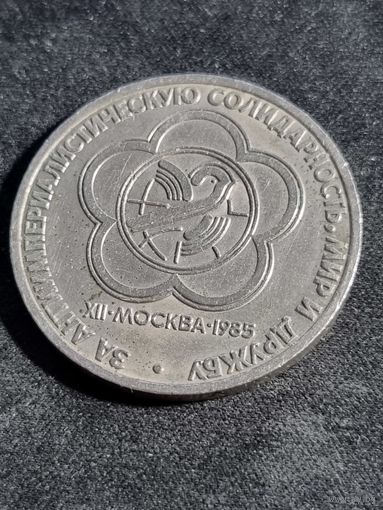 ЗА АНТИИМПЕРИАЛИСТИЧЕСКУЮ СОЛИДАРНОСТЬ, МИР И ДРУЖБУ •
XII·МОСКВА·1985